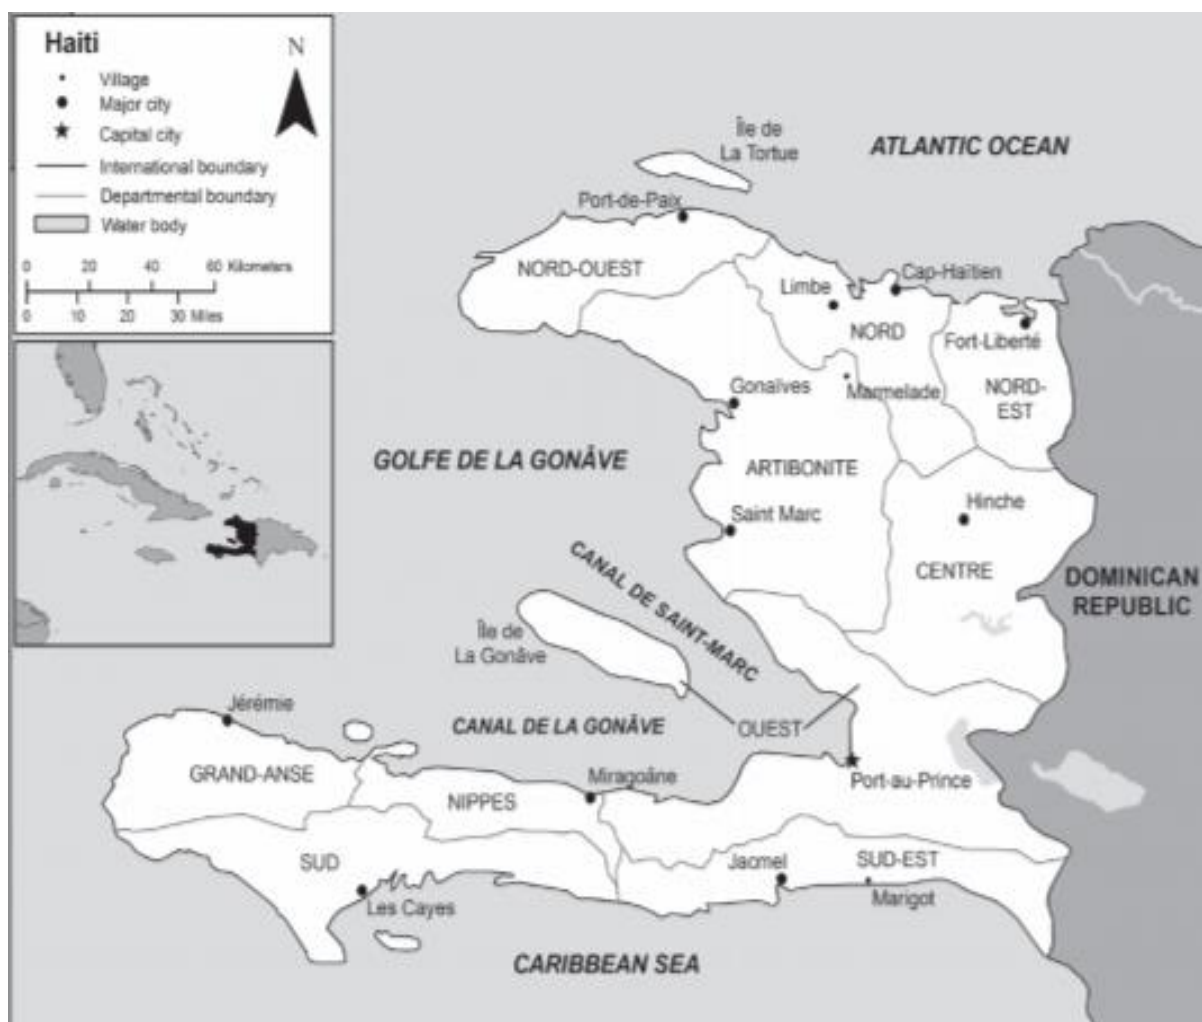 Haiti
N
Village
Major city
Capital city
International boundary
Departmental boundary
Water body
0 20 40 60 Kilometers
0 10 20 30 Miles
Île de
La Tortue
ATLANTIC OCEAN
Port-de-Paix
NORD-OUEST
Limbe
Cap-Haïtien
NORD
Fort-Liberté
Gonaïves
Marmelade
NORD-
EST
GOLFE DE LA GONÂVE
ARTIBONITE
Hinche
Saint Marc
CENTRE
DOMINICAN
REPUBLIC
CANAL DE SAINT-MARC
Île de
La Gonâve
Jérémie
CANAL DE LA GONÂVE
OUEST
GRAND-ANSE
Miragoâne
Port-au-Prince
NIPPES
SUD
Jacmel
SUD-EST
Les Cayes
Marigot
CARIBBEAN SEA